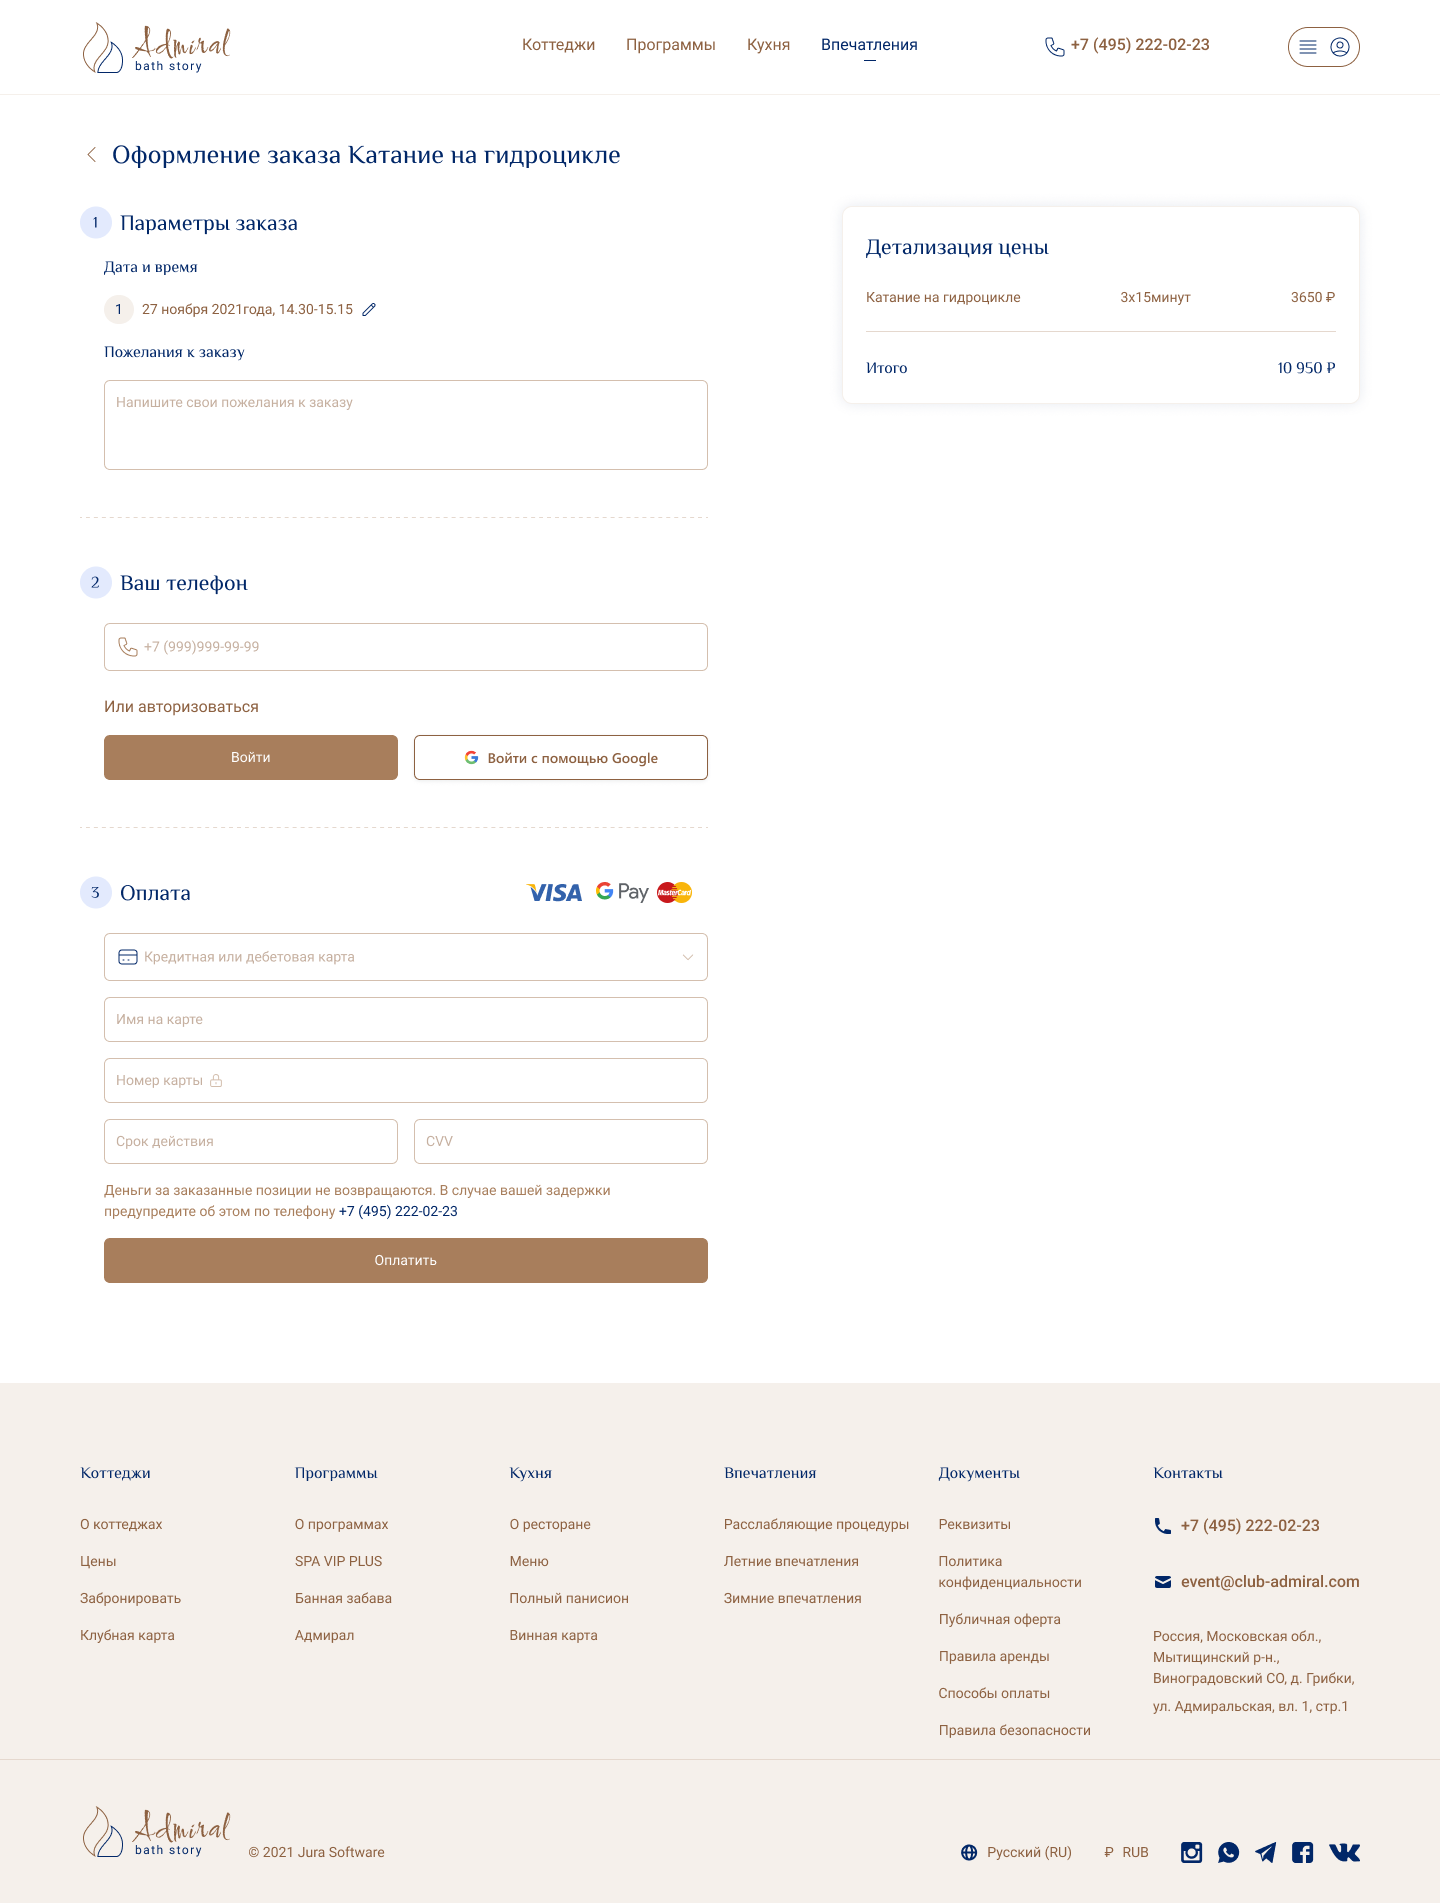 Admiral
bath story
Коттеджи
Программы
Кухня
Впечатления
+7 (495) 222-02-23
Оформление заказа Катание на гидроцикле
1 Параметры заказа
Дата и время
1 27 ноября 2021года, 14.30-15.15
Пожелания к заказу
Напишите свои пожелания к заказу
Детализация цены
Катание на гидроцикле 3х15минут 3650 ₽
Итого 10 950 ₽
2 Ваш телефон
+7 (999)999-99-99
Или авторизоваться
Войти
Войти с помощью Google
3 Оплата
VISA
G Pay
MasterCard
Кредитная или дебетовая карта
Имя на карте
Номер карты
Срок действия
CVV
Деньги за заказанные позиции не возвращаются. В случае вашей задержки
предупредите об этом по телефону +7 (495) 222-02-23
Оплатить
Коттеджи
О коттеджах
Цены
Забронировать
Клубная карта
Программы
О программах
SPA VIP PLUS
Банная забава
Адмирал
Кухня
О ресторане
Меню
Полный панисион
Винная карта
Впечатления
Расслабляющие процедуры
Летние впечатления
Зимние впечатления
Документы
Реквизиты
Политика
конфиденциальности
Публичная оферта
Правила аренды
Способы оплаты
Правила безопасности
Контакты
+7 (495) 222-02-23
event@club-admiral.com
Россия, Московская обл.,
Мытищинский р-н.,
Виноградовский СО, д. Грибки,
ул. Адмиральская, вл. 1, стр.1
Admiral
bath story
© 2021 Jura Software
Русский (RU)
₽ RUB